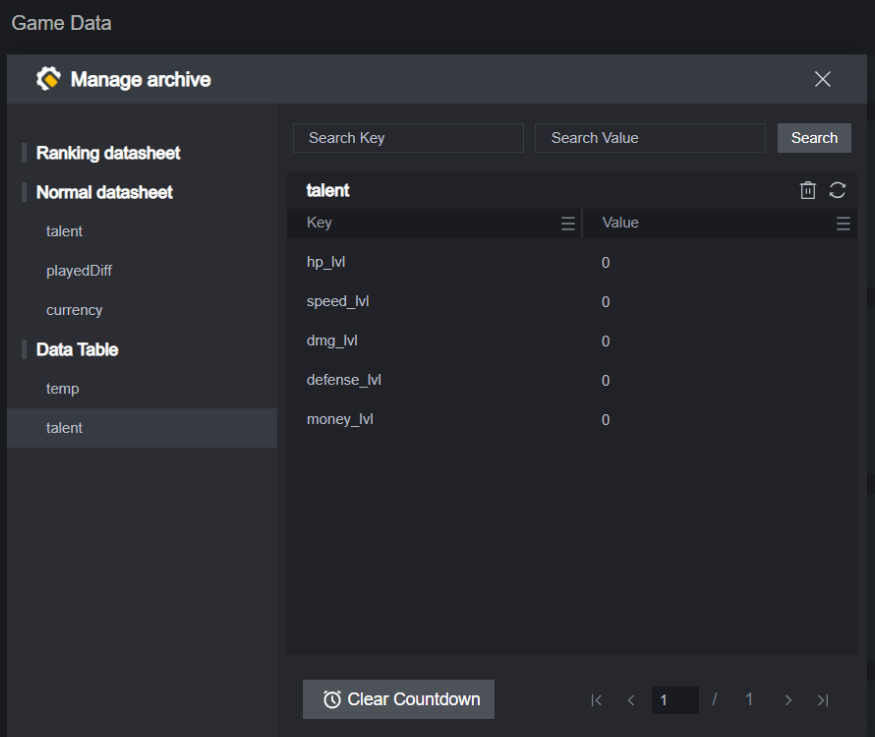 Game Data
Manage archive
Ranking datasheet
Normal datasheet
talent
playedDiff
currency
Data Table
temp
talent
Search Key Search Value Search
talent
Key Value
hp_lvl 0
speed_lvl 0
dmg_lvl 0
defense_lvl 0
money_lvl 0
Clear Countdown 1 / 1